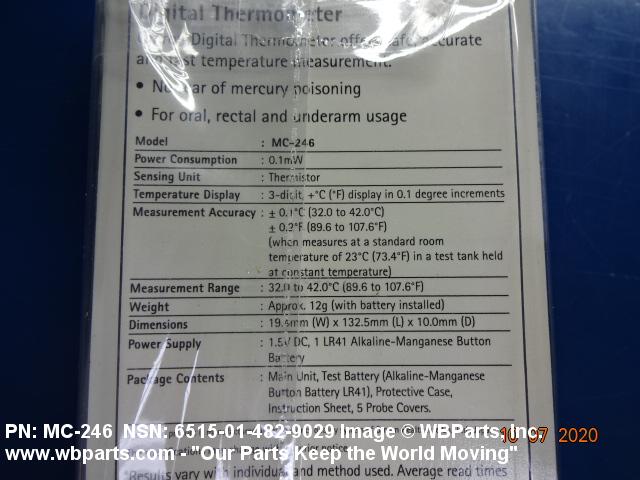 Digital Thermometer
Digital Thermometer offers safe, accurate
and fast temperature measurement.
• No fear of mercury poisoning
• For oral, rectal and underarm usage
Model : MC-246
Power Consumption : 0.1mW
Sensing Unit : Thermistor
Temperature Display : 3-digit, +°C (°F) display in 0.1 degree increments
Measurement Accuracy : ± 0.1°C (32.0 to 42.0°C)
± 0.2°F (89.6 to 107.6°F)
(when measures at a standard room
temperature of 23°C (73.4°F) in a test tank held
at constant temperature)
Measurement Range : 32.0 to 42.0°C (89.6 to 107.6°F)
Weight : Approx. 12g (with battery installed)
Dimensions : 19.4mm (W) x 132.5mm (L) x 10.0mm (D)
Power Supply : 1.5V DC, 1 LR41 Alkaline-Manganese Button
Battery
Package Contents : Main Unit, Test Battery (Alkaline-Manganese
Button Battery LR41), Protective Case,
Instruction Sheet, 5 Probe Covers.
PN: MC-246 NSN: 6515-01-482-9029 Image © WBParts, Inc.
10 07 2020
www.wbparts.com - "Our Parts Keep the World Moving"
*Results vary with individual and method used. Average read times